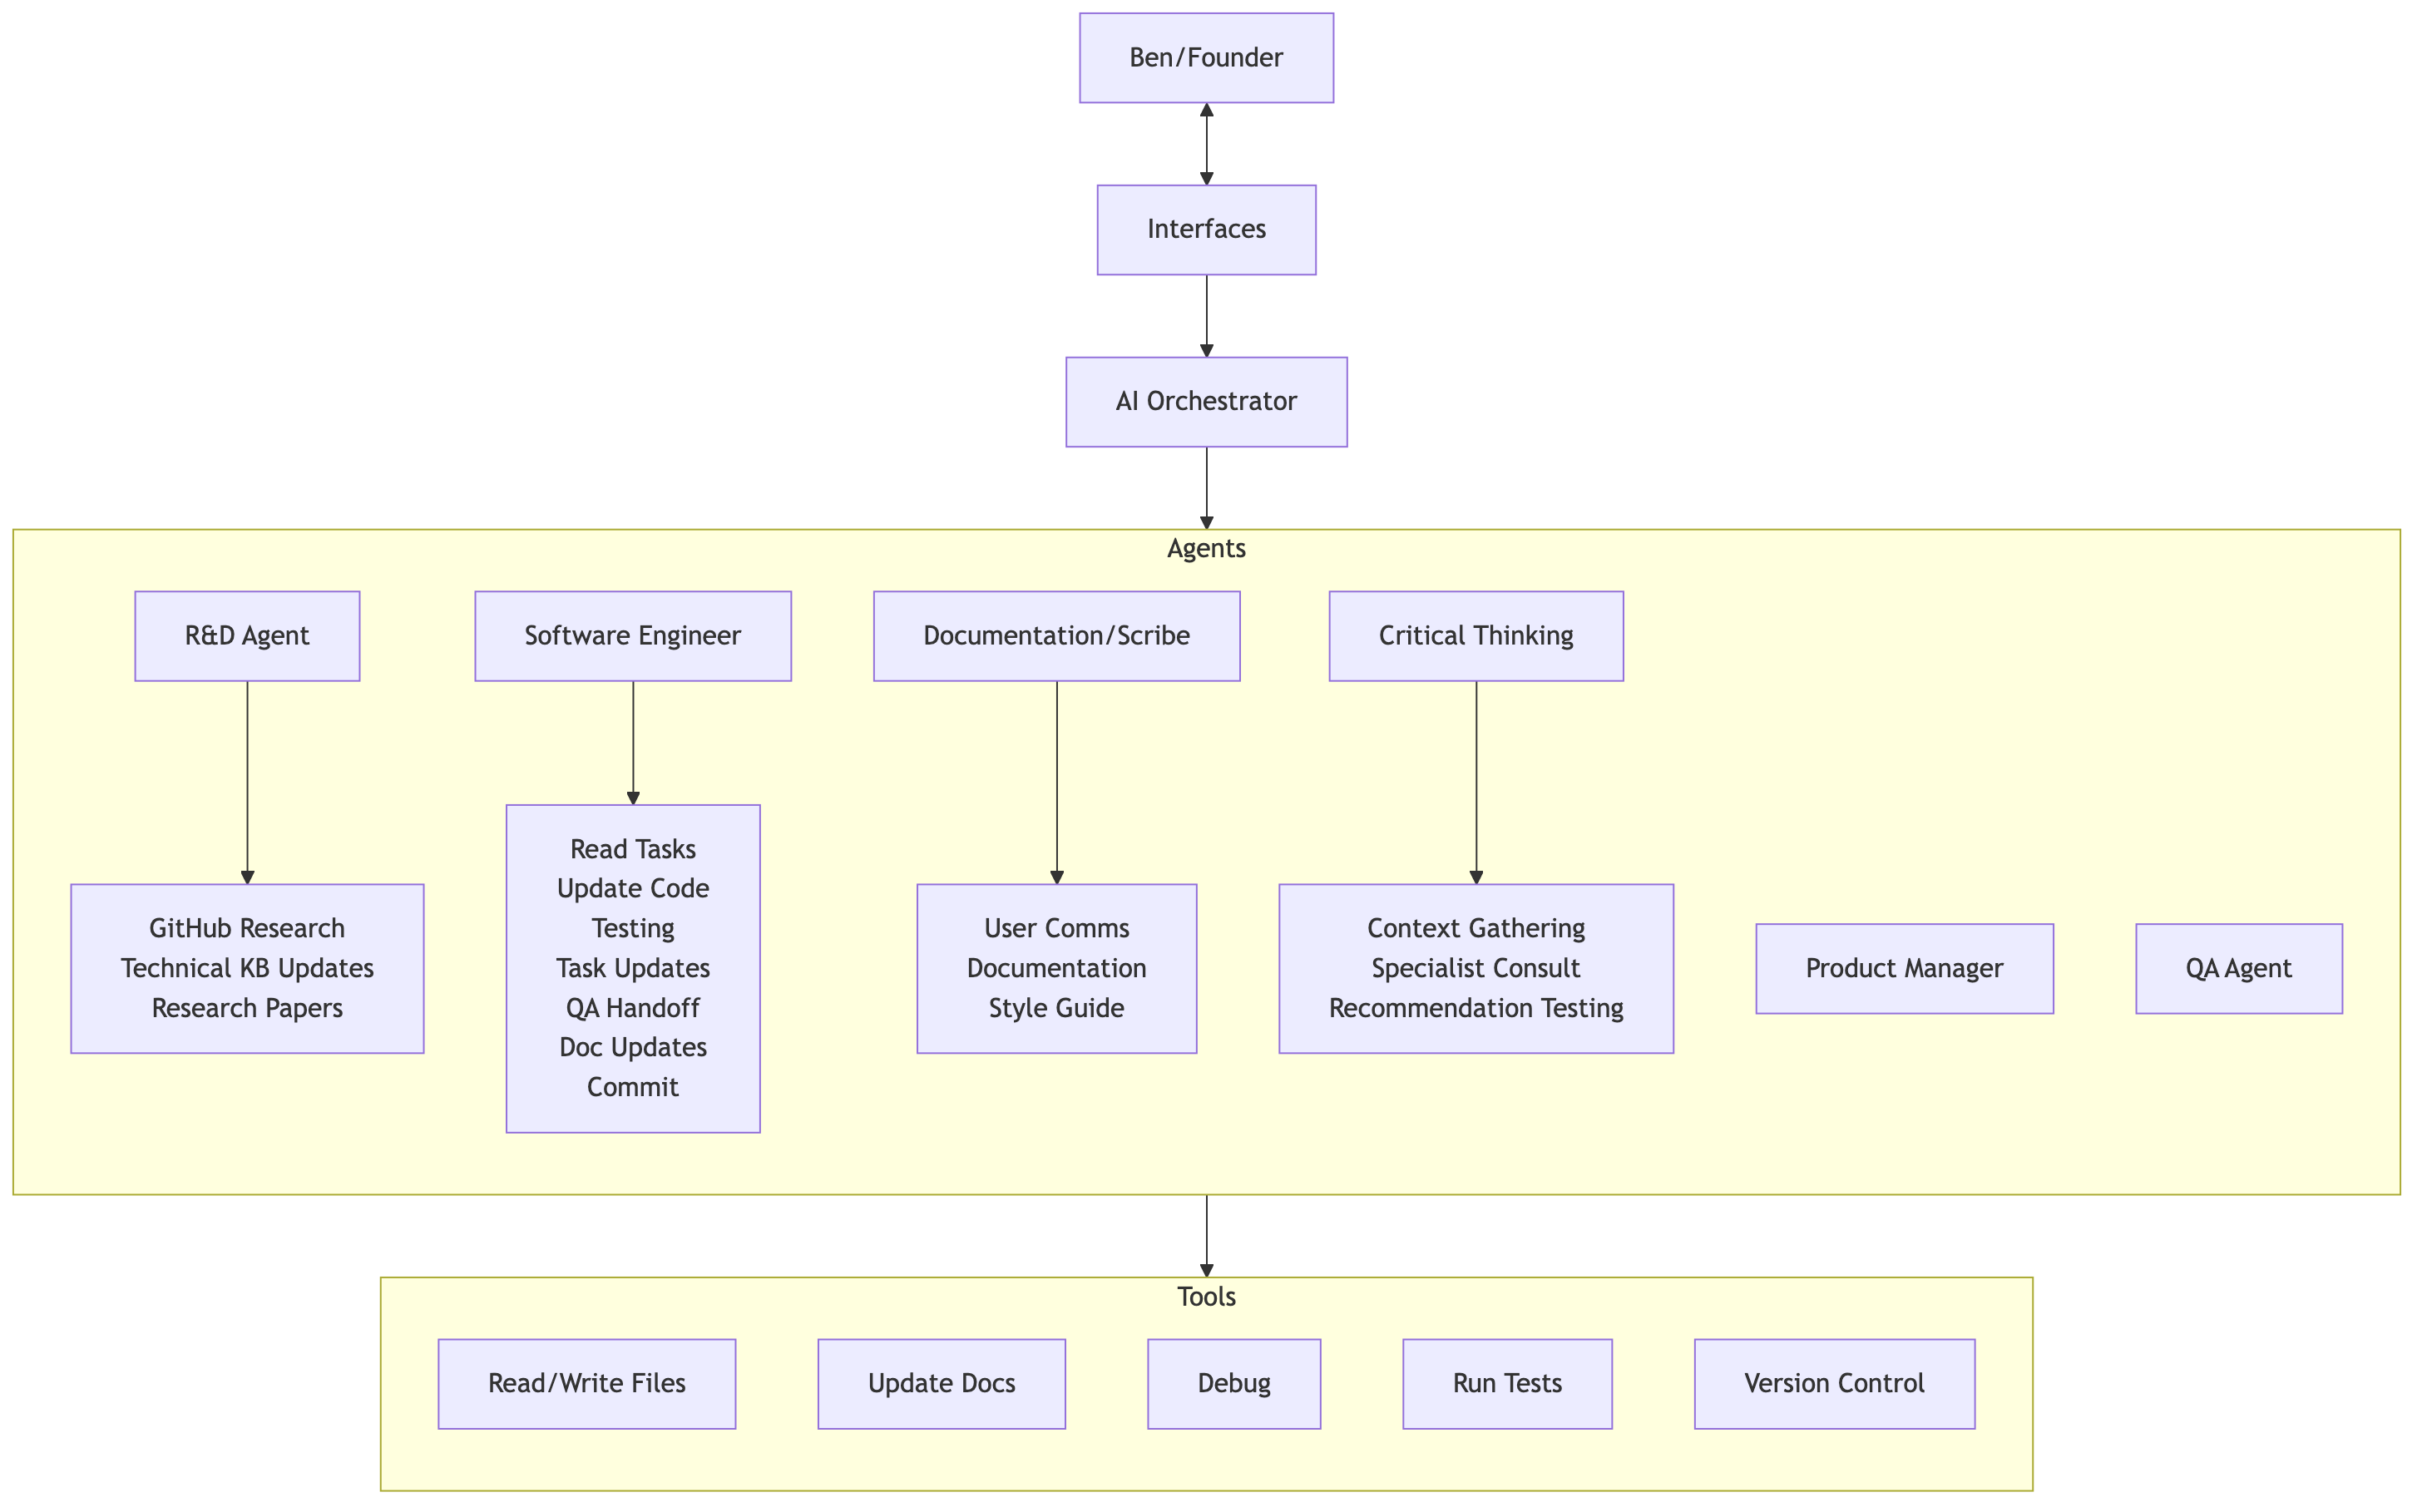 Ben/Founder
Interfaces
AI Orchestrator
Agents
R&D Agent
Software Engineer
Documentation/Scribe
Critical Thinking
GitHub Research
Technical KB Updates
Research Papers
Read Tasks
Update Code
Testing
Task Updates
QA Handoff
Doc Updates
Commit
User Comms
Documentation
Style Guide
Context Gathering
Specialist Consult
Recommendation Testing
Product Manager
QA Agent
Tools
Read/Write Files
Update Docs
Debug
Run Tests
Version Control